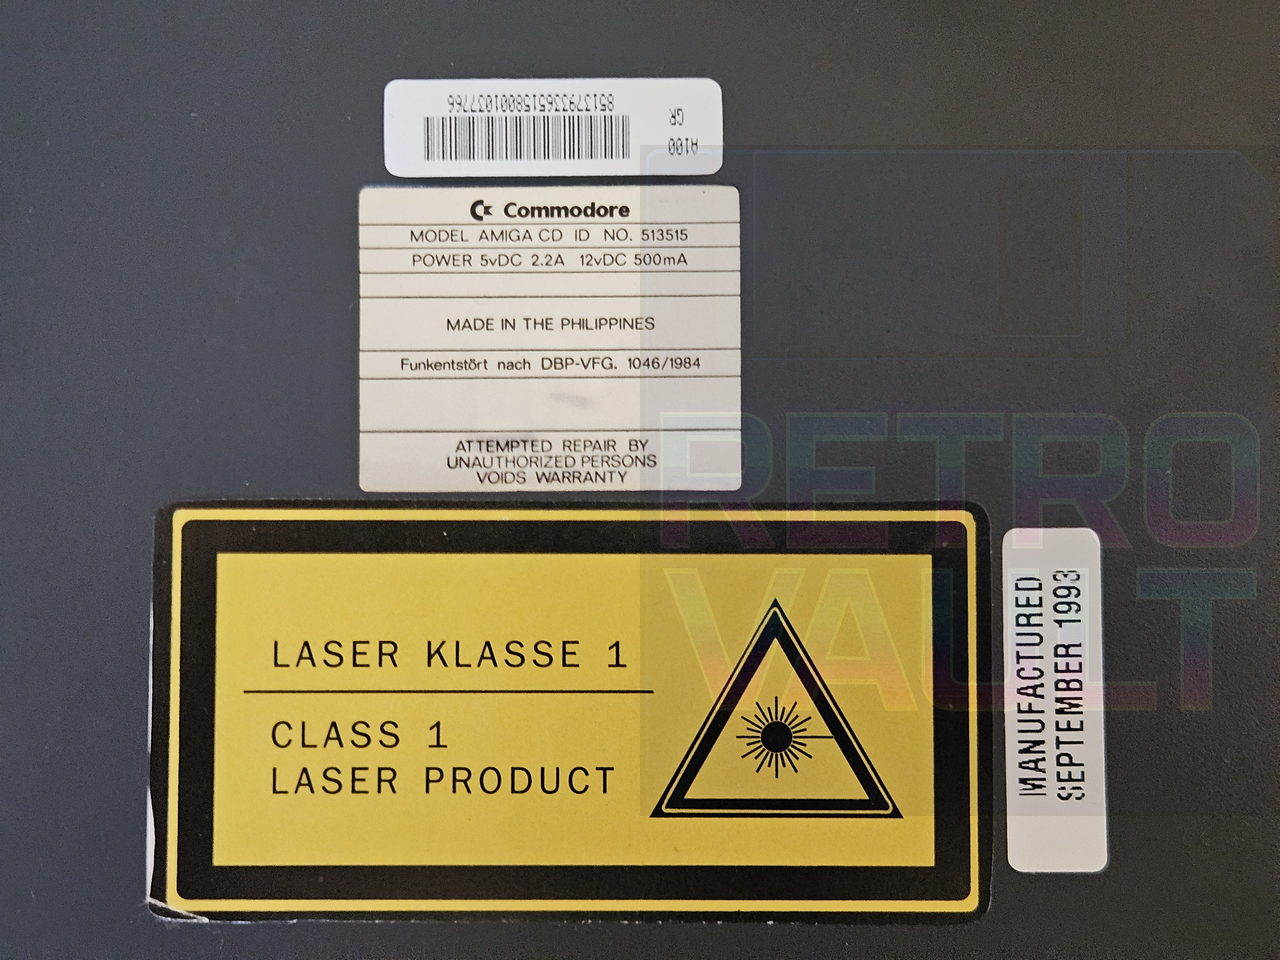 85137933651580001037766
GR
A100
Commodore
MODEL AMIGA CD ID NO. 513515
POWER 5vDC 2.2A 12vDC 500mA
MADE IN THE PHILIPPINES
Funkentstört nach DBP-VFG. 1046/1984
ATTEMPTED REPAIR BY
UNAUTHORIZED PERSONS
VOIDS WARRANTY
LASER KLASSE 1
CLASS 1
LASER PRODUCT
MANUFACTURED
SEPTEMBER 1993
RETRO
VAULT